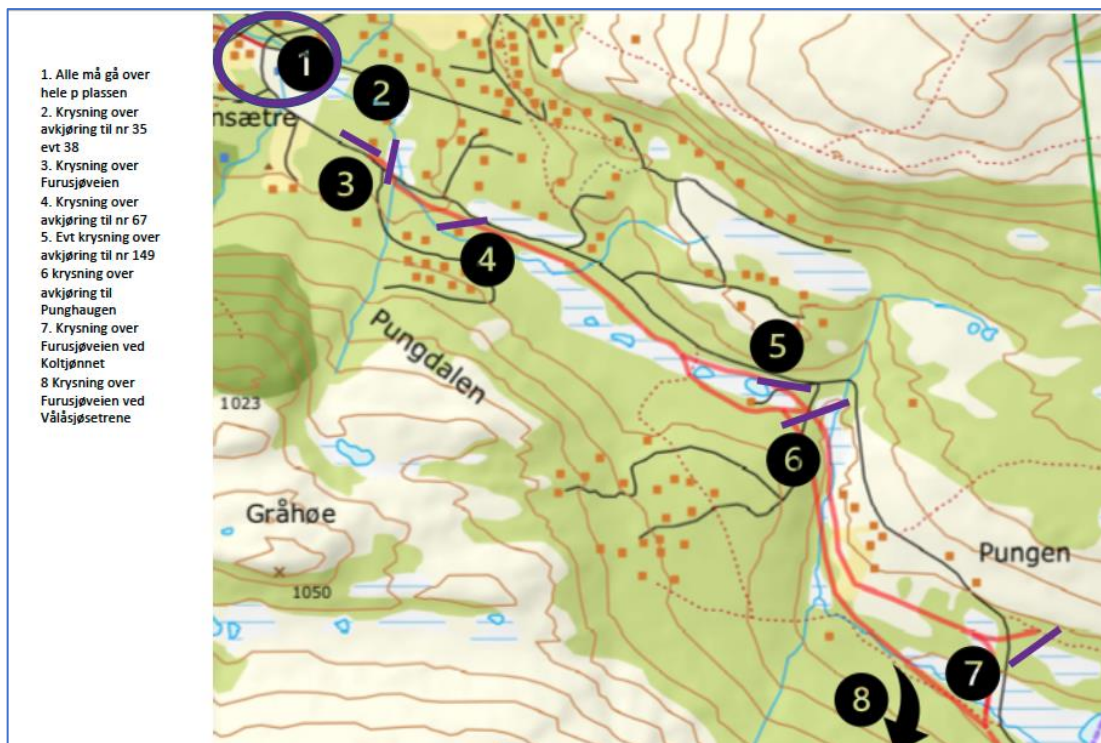 1. Alle må gå over
hele p plassen
2. Krysning over
avkjøring til nr 35
evt 38
3. Krysning over
Furusjøveien
4. Krysning over
avkjøring til nr 67
5. Evt krysning over
avkjøring til nr 149
6 krysning over
avkjøring til
Punghaugen
7. Krysning over
Furusjøveien ved
Koltjønnet
8 Krysning over
Furusjøveien ved
Vålåsjøsetrene
1
2
nsætre
3
4
Pungdalen
5
1023
6
Gråhøe
Pungen
1050
7
8